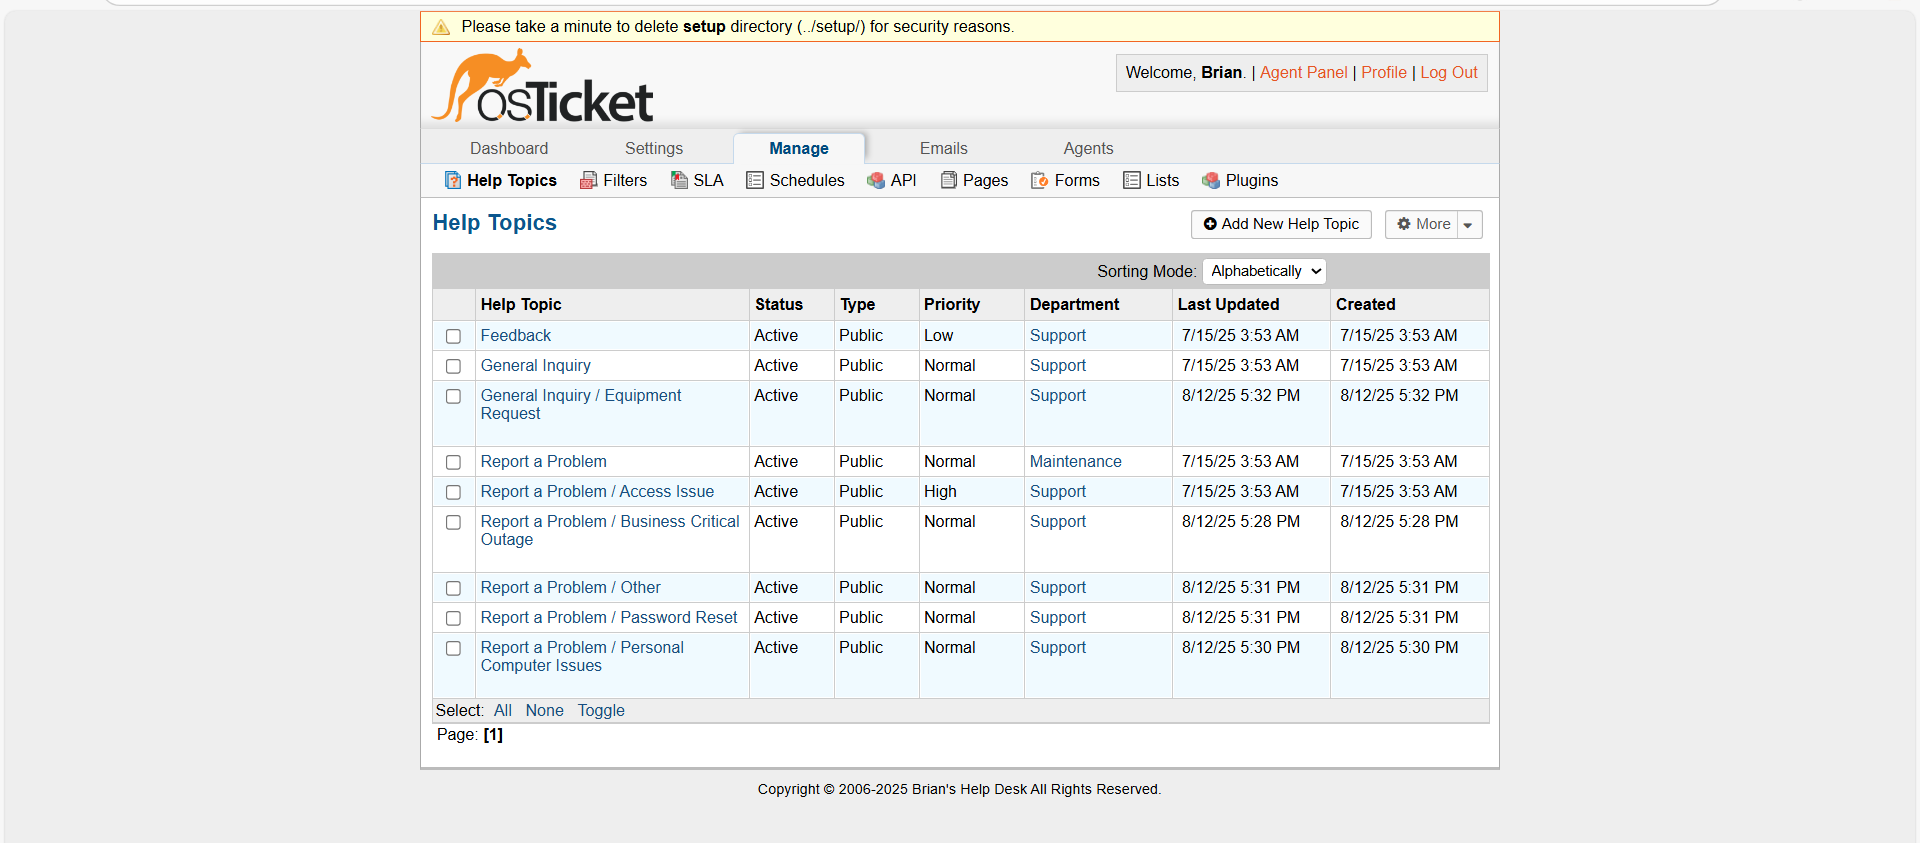 Please take a minute to delete setup directory (../setup/) for security reasons.
osTicket
Welcome, Brian. | Agent Panel | Profile | Log Out
Dashboard Settings Manage Emails Agents
Help Topics Filters SLA Schedules API Pages Forms Lists Plugins
Help Topics
Add New Help Topic More
Sorting Mode: Alphabetically
Help Topic Status Type Priority Department Last Updated Created
Feedback Active Public Low Support 7/15/25 3:53 AM 7/15/25 3:53 AM
General Inquiry Active Public Normal Support 7/15/25 3:53 AM 7/15/25 3:53 AM
General Inquiry / Equipment Active Public Normal Support 8/12/25 5:32 PM 8/12/25 5:32 PM
Request
Report a Problem Active Public Normal Maintenance 7/15/25 3:53 AM 7/15/25 3:53 AM
Report a Problem / Access Issue Active Public High Support 7/15/25 3:53 AM 7/15/25 3:53 AM
Report a Problem / Business Critical Active Public Normal Support 8/12/25 5:28 PM 8/12/25 5:28 PM
Outage
Report a Problem / Other Active Public Normal Support 8/12/25 5:31 PM 8/12/25 5:31 PM
Report a Problem / Password Reset Active Public Normal Support 8/12/25 5:31 PM 8/12/25 5:31 PM
Report a Problem / Personal Active Public Normal Support 8/12/25 5:30 PM 8/12/25 5:30 PM
Computer Issues
Select: All None Toggle
Page: [1]
Copyright © 2006-2025 Brian's Help Desk All Rights Reserved.